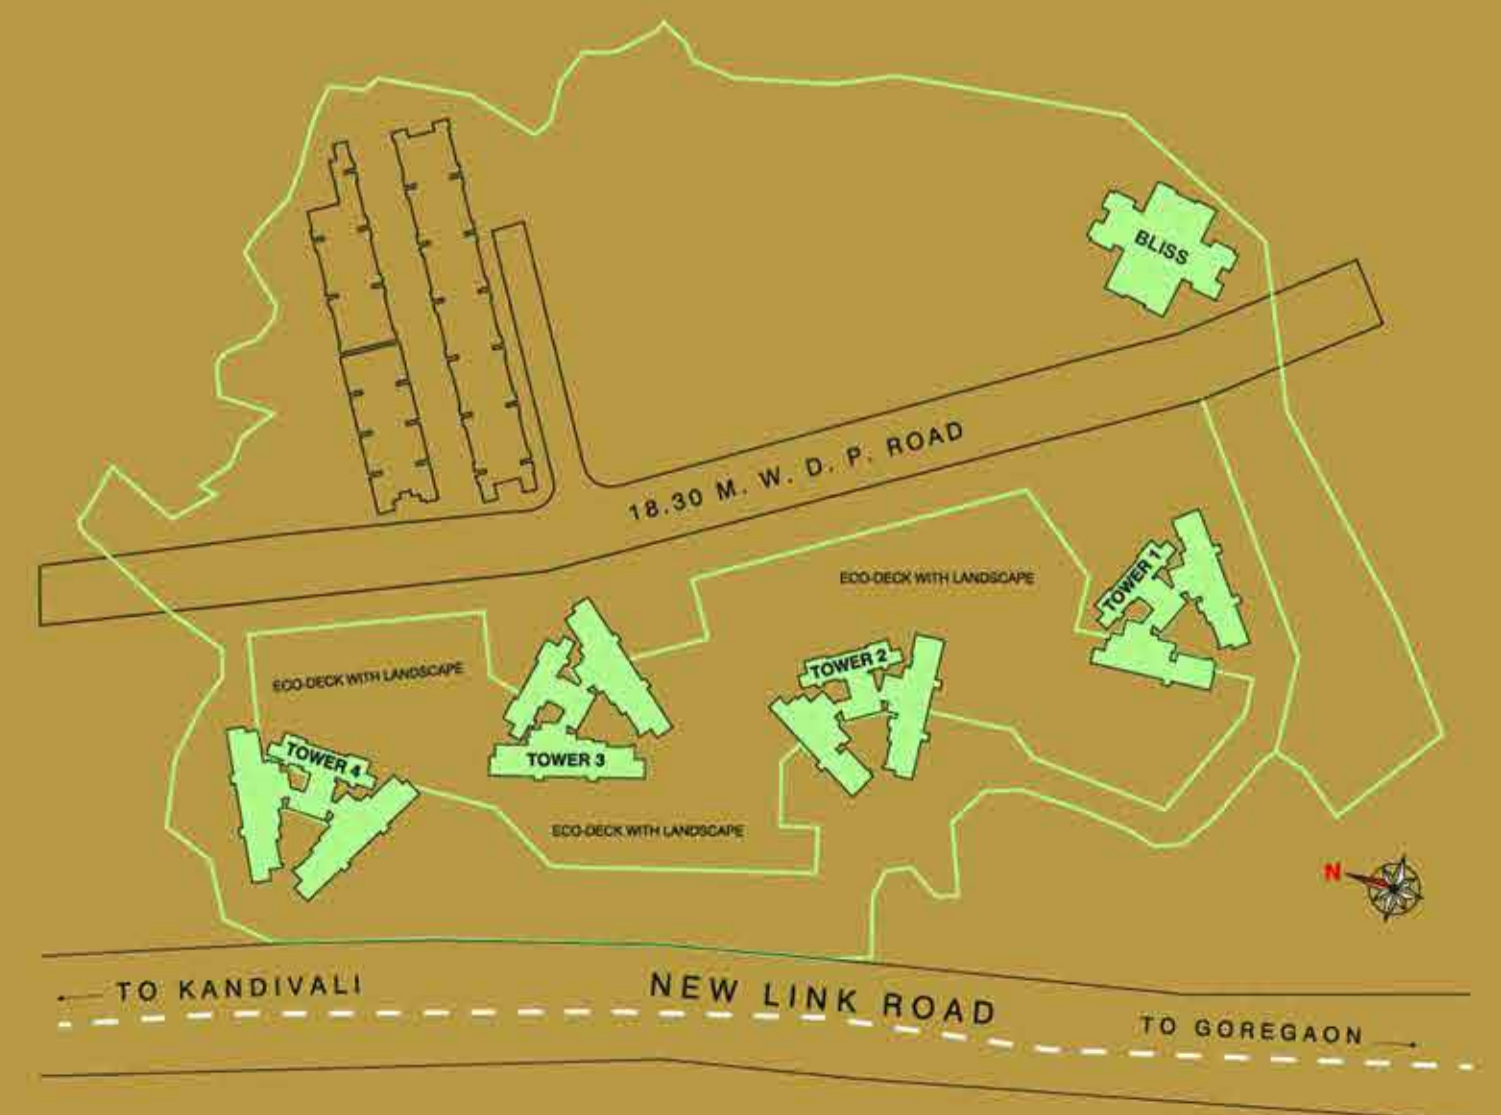 BLISS
18.30 M. W. D. P. ROAD
TOWER 1
ECO-DECK WITH LANDSCAPE
TOWER 2
ECO-DECK WITH LANDSCAPE
TOWER 3
TOWER 4
ECO-DECK WITH LANDSCAPE
N
TO KANDIVALI
NEW LINK ROAD
TO GOREGAON